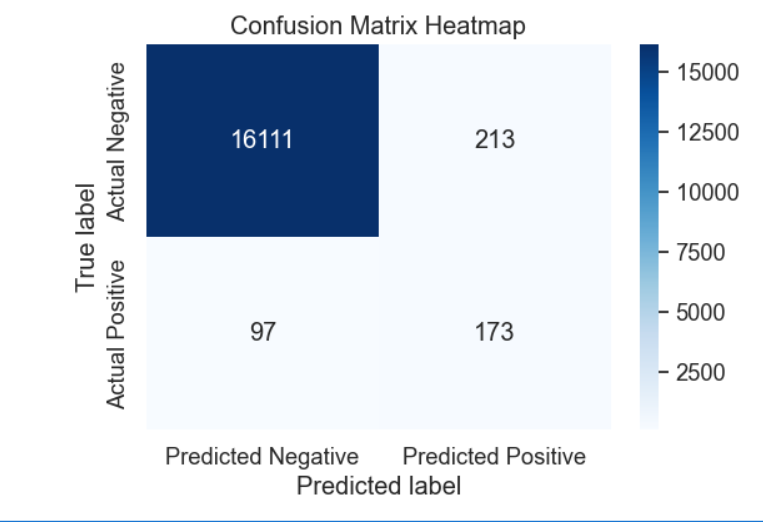 Confusion Matrix Heatmap
True label
Actual Negative
Actual Positive
16111
213
97
173
Predicted Negative
Predicted Positive
Predicted label
15000
12500
10000
7500
5000
2500